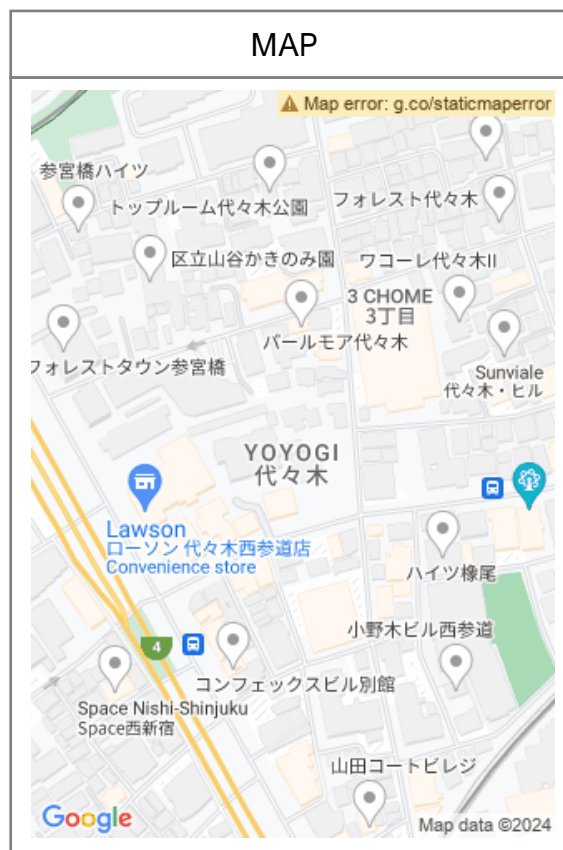 MAP
Map error: g.co/staticmaperror
参宮橋ハイツ
トップルーム代々木公園
フォレスト代々木
区立山谷かきのみ園
ワコーレ代々木II
3 CHOME
3丁目
パールモア代々木
フォレストタウン参宮橋
Sunviale
代々木・ヒル
YOYOGI
代々木
Lawson
ローソン 代々木西参道店
Convenience store
ハイツ橡尾
小野木ビル西参道
4
コンフェックスビル別館
Space Nishi-Shinjuku
Space西新宿
山田コートビレジ
Google
Map data ©2024